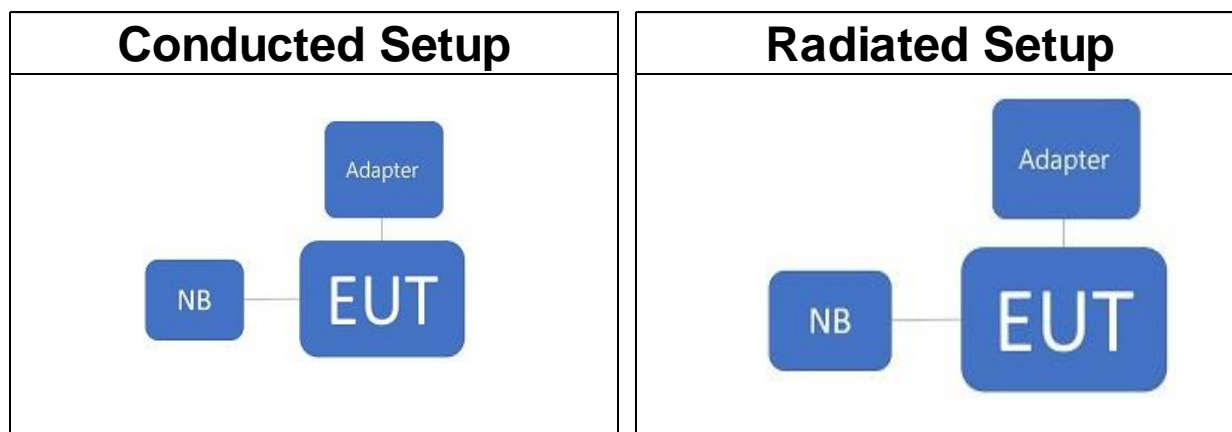 Conducted Setup
Adapter
NB
EUT
Radiated Setup
Adapter
NB
EUT